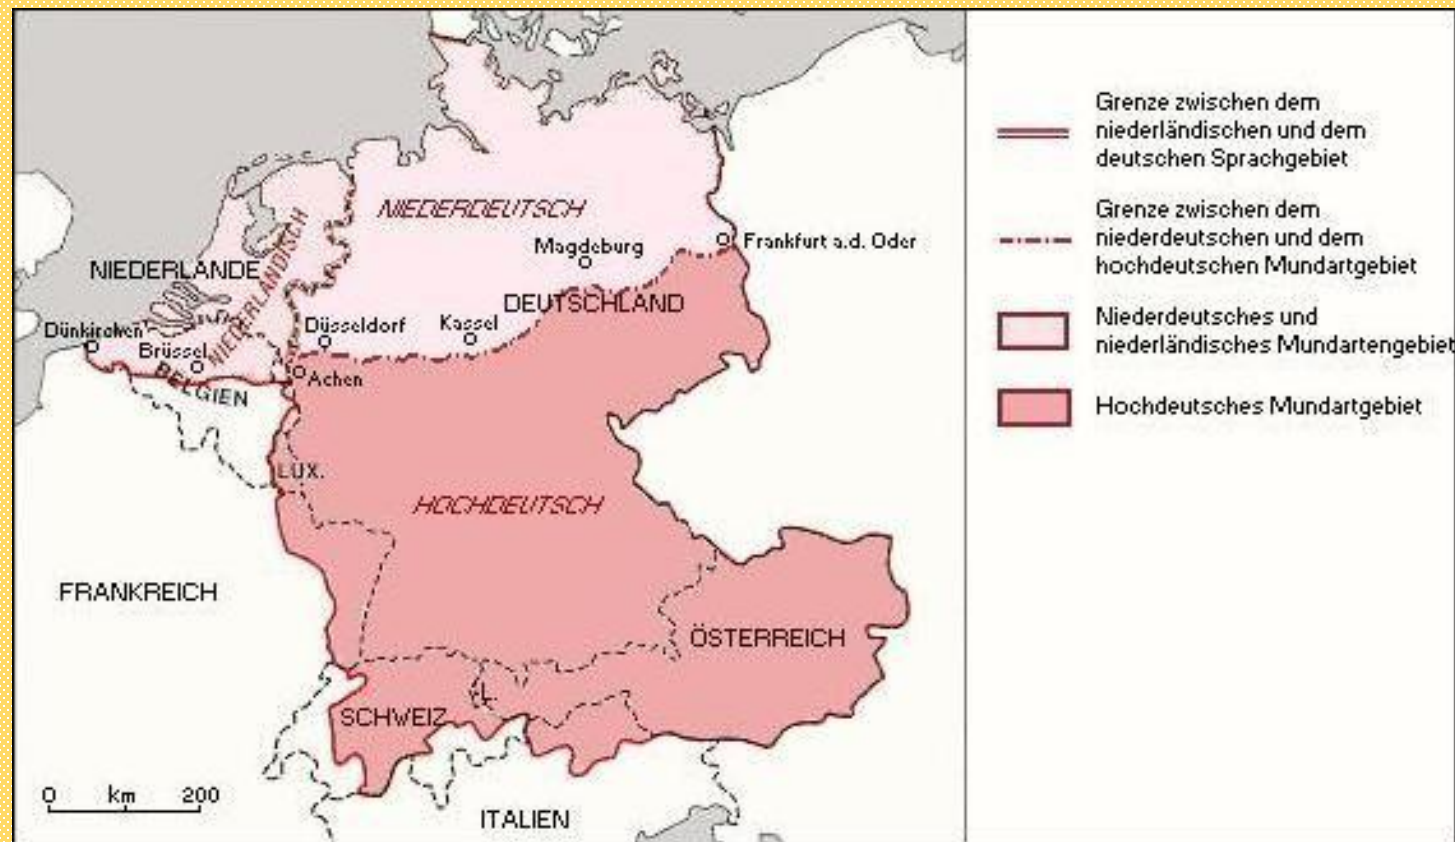 NIEDERDEUTSCH
Magdeburg
Frankfurt a.d. Oder
NIEDERLANDE
NIEDERLANDISCH
DEUTSCHLAND
Dünkirchen
Düsseldorf
Kassel
Brüssel
Achen
BELGIEN
LUX.
HOCHDEUTSCH
FRANKREICH
ÖSTERREICH
L.
SCHWEIZ
0 km 200
ITALIEN
Grenze zwischen dem
niederländischen und dem
deutschen Sprachgebiet
Grenze zwischen dem
niederdeutschen und dem
hochdeutschen Mundartgebiet
Niederdeutsches und
niederländisches Mundartengebiet
Hochdeutsches Mundartgebiet